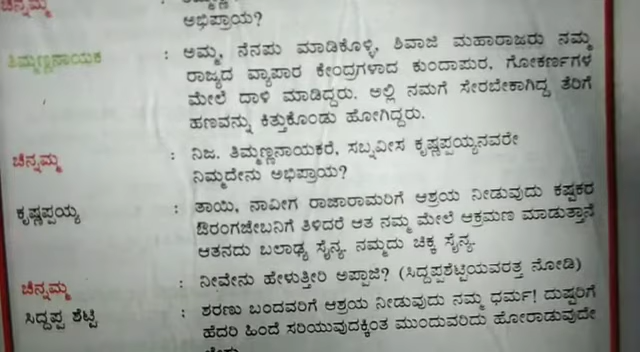 ಚಿನ್ನಮ್ಮ :
ಅಭಿಪ್ರಾಯ?
ತಿಮ್ಮಣ್ಣನಾಯಕ : ಅಮ್ಮ, ನೆನಪು ಮಾಡಿಕೊಳ್ಳಿ, ಶಿವಾಜಿ ಮಹಾರಾಜರು ನಮ್ಮ
ರಾಜ್ಯದ ವ್ಯಾಪಾರ ಕೇಂದ್ರಗಳಾದ ಕುಂದಾಪುರ, ಗೋಕರ್ಣಗಳ
ಮೇಲೆ ದಾಳಿ ಮಾಡಿದ್ದರು. ಅಲ್ಲಿ ನಮಗೆ ಸೇರಬೇಕಾಗಿದ್ದ ತೆರಿಗೆ
ಹಣವನ್ನು ಕಿತ್ತುಕೊಂಡು ಹೋಗಿದ್ದರು.
ಚೆನ್ನಮ್ಮ : ನಿಜ. ತಿಮ್ಮಣ್ಣನಾಯಕರೆ, ಸಬ್ನವೀಸ ಕೃಷ್ಣಪ್ಪಯ್ಯನವರೇ
ನಿಮ್ಮದೇನು ಅಭಿಪ್ರಾಯ?
ಕೃಷ್ಣಪ್ಪಯ್ಯ : ತಾಯಿ, ನಾವೀಗ ರಾಜಾರಾಮರಿಗೆ ಆಶ್ರಯ ನೀಡುವುದು ಕಷ್ಟಕರ
ಔರಂಗಜೇಬನಿಗೆ ತಿಳಿದರೆ ಆತ ನಮ್ಮ ಮೇಲೆ ಆಕ್ರಮಣ ಮಾಡುತ್ತಾನೆ
ಆತನದು ಬಲಾಢ್ಯ ಸೈನ್ಯ. ನಮ್ಮದು ಚಿಕ್ಕ ಸೈನ್ಯ.
ಚೆನ್ನಮ್ಮ : ನೀವೇನು ಹೇಳುತ್ತೀರಿ ಅಪ್ಪಾಜಿ? (ಸಿದ್ದಪ್ಪಶೆಟ್ಟಿಯವರತ್ತ ನೋಡಿ)
ಸಿದ್ದಪ್ಪ ಶೆಟ್ಟಿ : ಶರಣು ಬಂದವರಿಗೆ ಆಶ್ರಯ ನೀಡುವುದು ನಮ್ಮ ಧರ್ಮ! ದುಷ್ಟರಿಗೆ
ಹೆದರಿ ಹಿಂದೆ ಸರಿಯುವುದಕ್ಕಿಂತ ಮುಂದುವರಿದು ಹೋರಾಡುವುದೇ